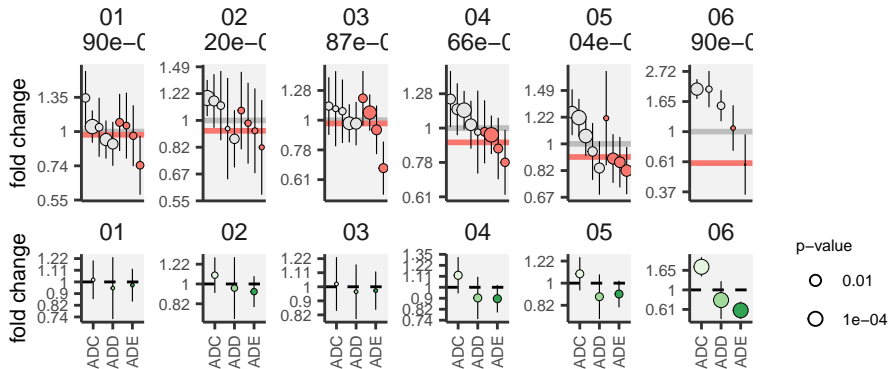 01 02 03 04 05 06
90e−0 20e−0 87e−0 66e−0 04e−0 90e−0
fold change
1.35 1 0.74 0.55
1.49 1.22 1 0.82 0.67 0.55
1.28 1 0.78 0.61
1.28 1 0.78 0.61
1.49 1.22 1 0.82 0.67
2.72 1.65 1 0.61 0.37
01 02 03 04 05 06
fold change
1.22 1.11 1 0.9 0.82 0.74
1.22 1 0.82
1.22 1.11 1 0.9 0.82 0.74
1.35 1.22 1.11 1 0.9 0.82 0.74
1.22 1 0.82
1.65 1 0.61
ADC ADD ADE
ADC ADD ADE
ADC ADD ADE
ADC ADD ADE
ADC ADD ADE
ADC ADD ADE
p−value
0.01
1e−04